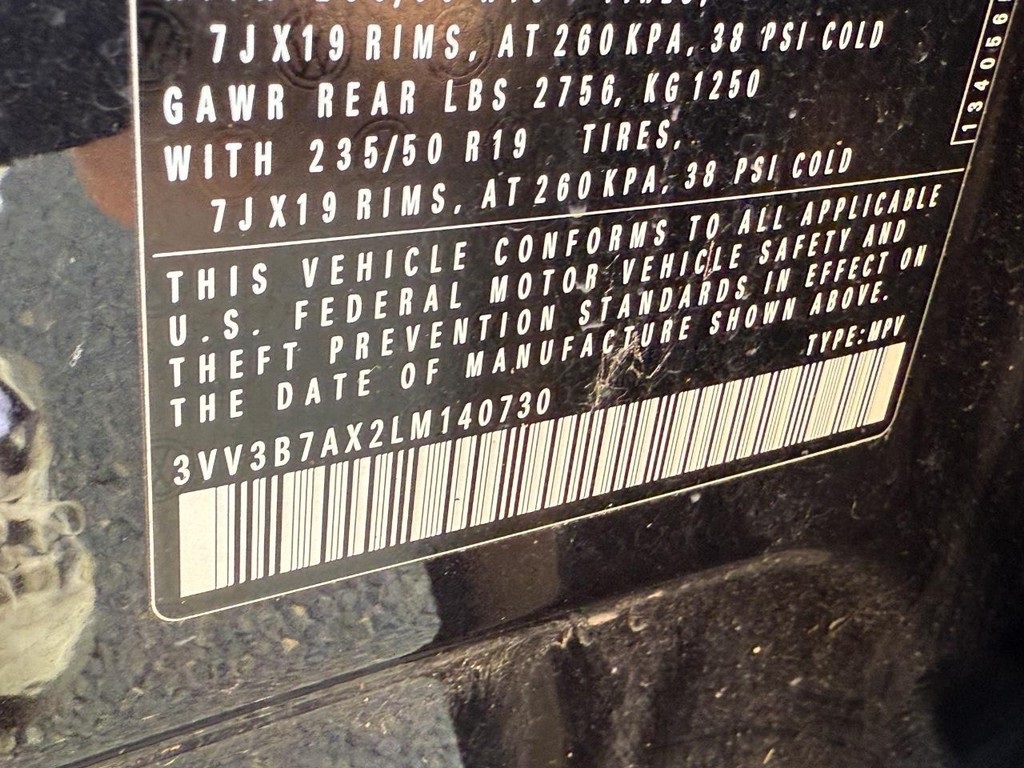 7JX19 RIMS, AT 260 KPA, 38 PSI COLD
GAWR REAR LBS 2756, KG 1250
WITH 235/50 R19 TIRES,
7JX19 RIMS, AT 260 KPA, 38 PSI COLD
THIS VEHICLE CONFORMS TO ALL APPLICABLE
U.S. FEDERAL MOTOR VEHICLE SAFETY AND
THEFT PREVENTION STANDARDS IN EFFECT ON
THE DATE OF MANUFACTURE SHOWN ABOVE.
TYPE: MPV
3VV3B7AX2LM140730